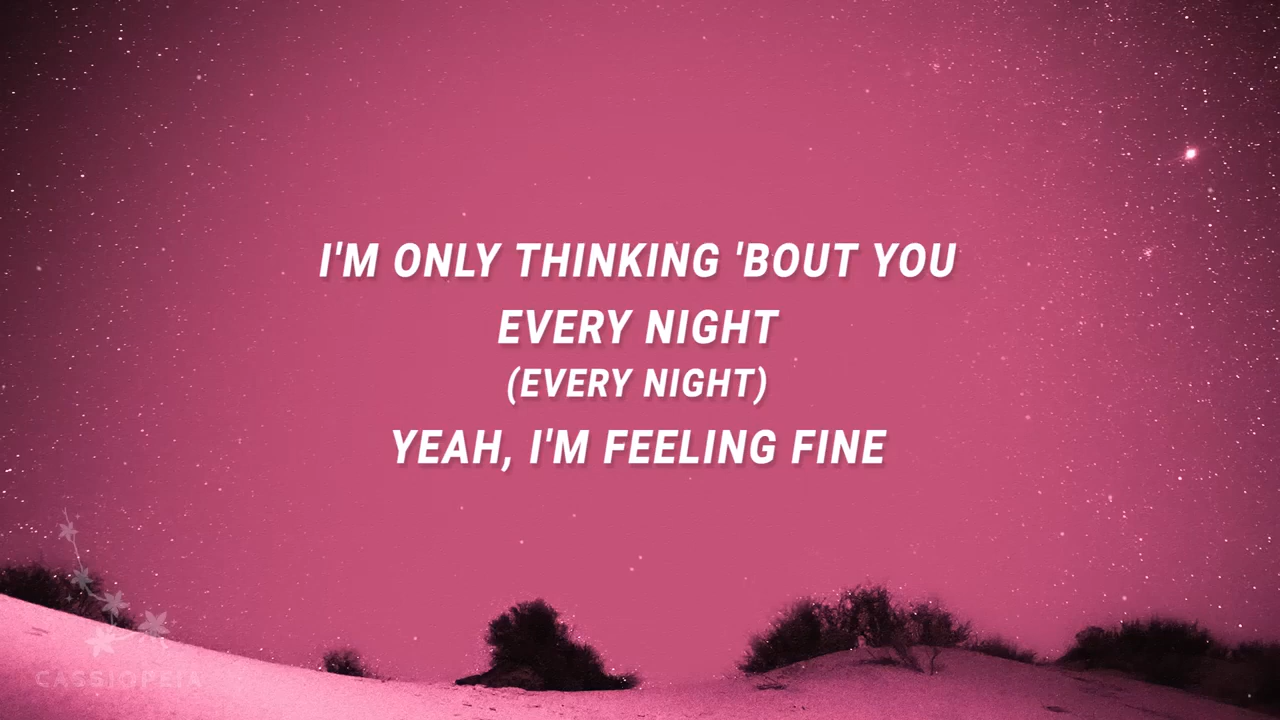 I'M ONLY THINKING 'BOUT YOU
EVERY NIGHT
(EVERY NIGHT)
YEAH, I'M FEELING FINE
CASSIOPEIA